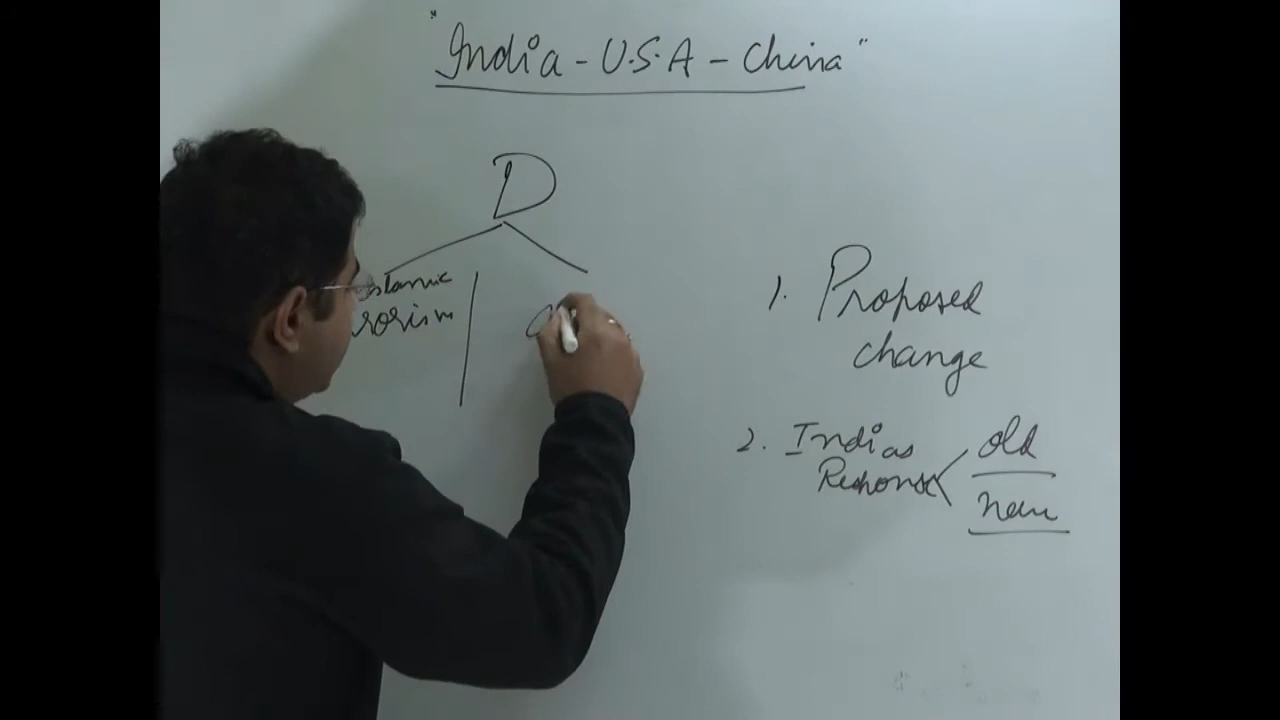 "India - U.S.A - China"
D
1. Proposed
change
2. Indias
Response
old
new